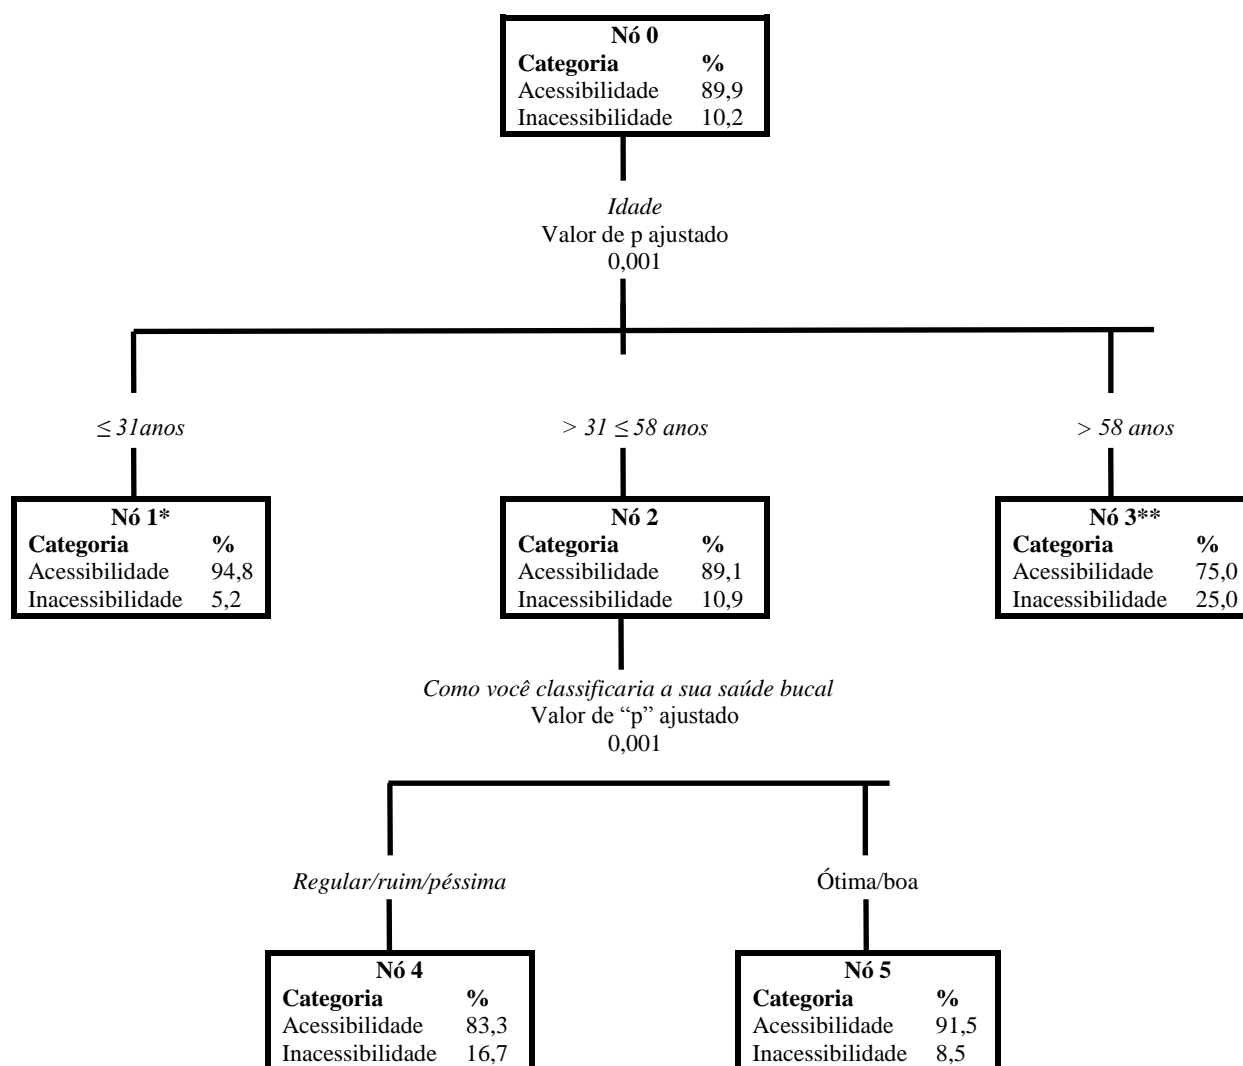 Nó 0
Categoria %
Acessibilidade 89,9
Inacessibilidade 10,2
Idade
Valor de p ajustado
0,001
≤ 31anos
> 31 ≤ 58 anos
> 58 anos
Nó 1*
Categoria %
Acessibilidade 94,8
Inacessibilidade 5,2
Nó 2
Categoria %
Acessibilidade 89,1
Inacessibilidade 10,9
Nó 3**
Categoria %
Acessibilidade 75,0
Inacessibilidade 25,0
Como você classificaria a sua saúde bucal
Valor de “p” ajustado
0,001
Regular/ruim/péssima
Ótima/boa
Nó 4
Categoria %
Acessibilidade 83,3
Inacessibilidade 16,7
Nó 5
Categoria %
Acessibilidade 91,5
Inacessibilidade 8,5